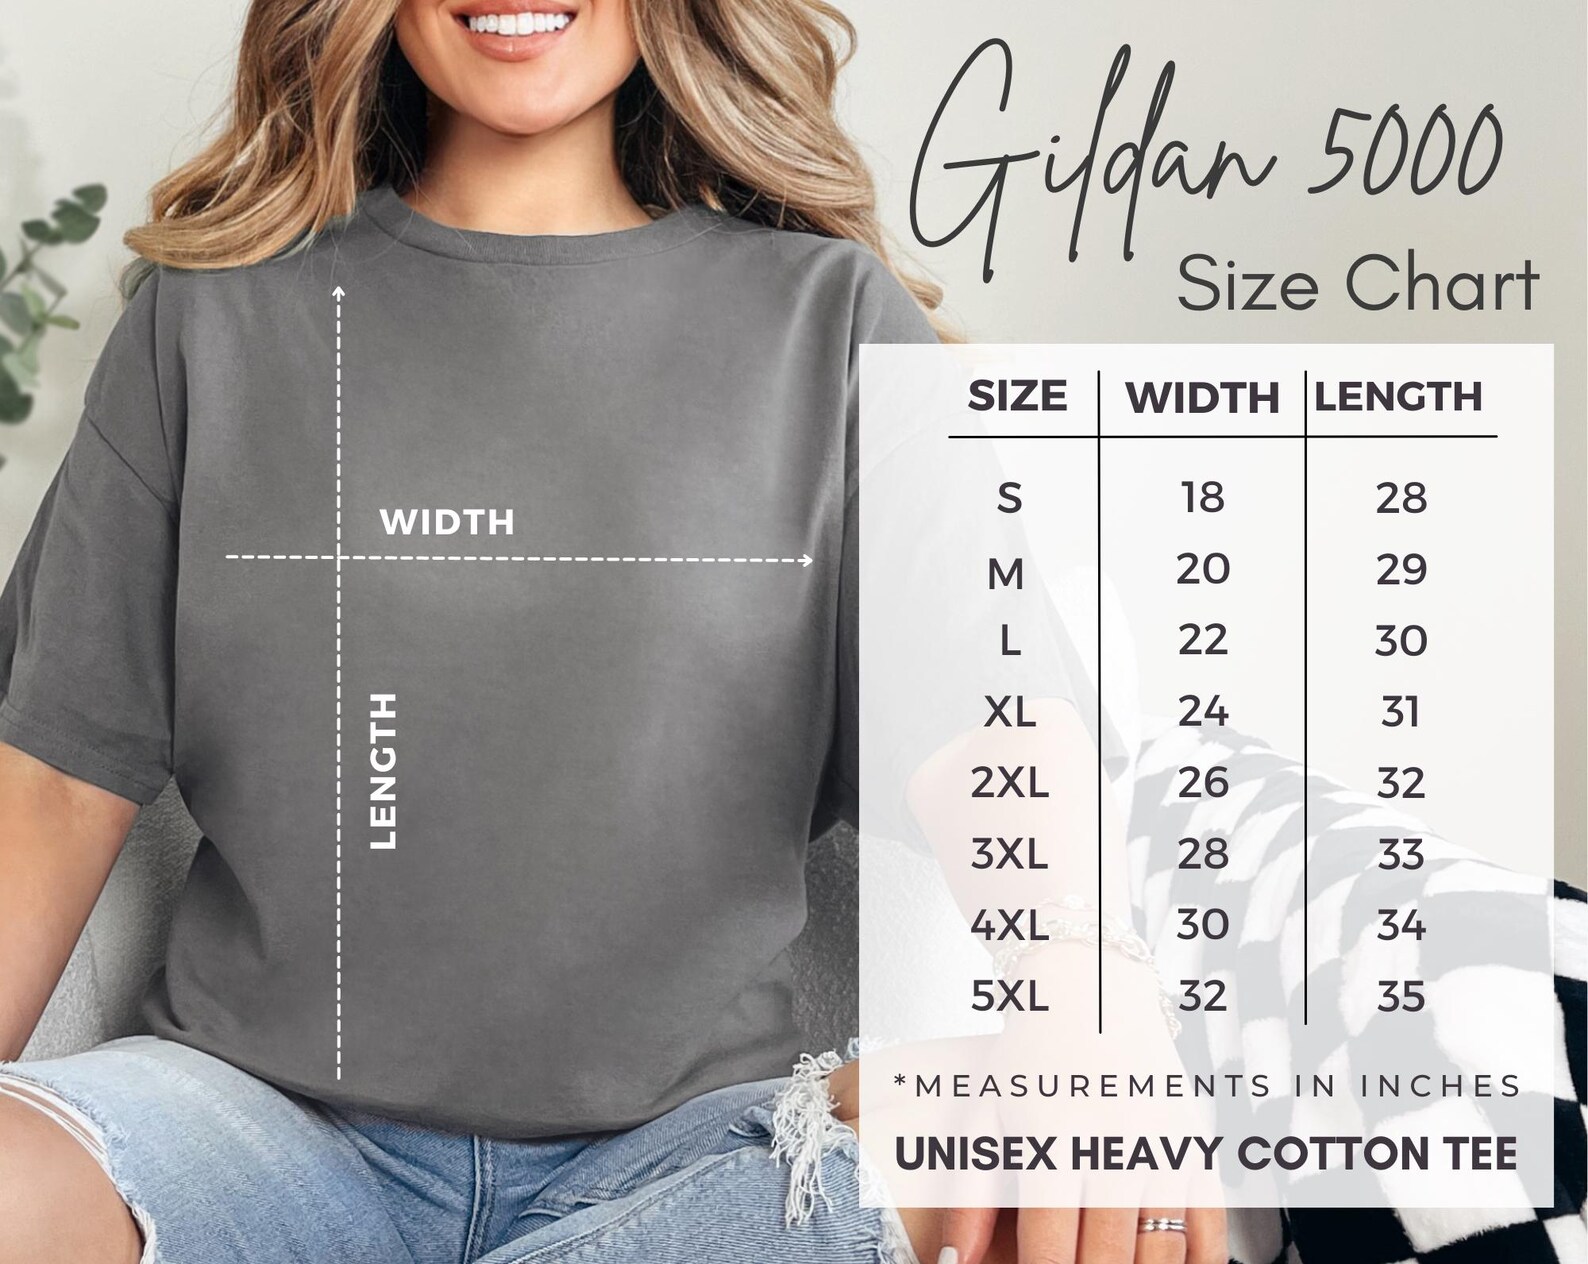 Gildan 5000
Size Chart
WIDTH
LENGTH
SIZE WIDTH LENGTH
S 18 28
M 20 29
L 22 30
XL 24 31
2XL 26 32
3XL 28 33
4XL 30 34
5XL 32 35
*MEASUREMENTS IN INCHES
UNISEX HEAVY COTTON TEE